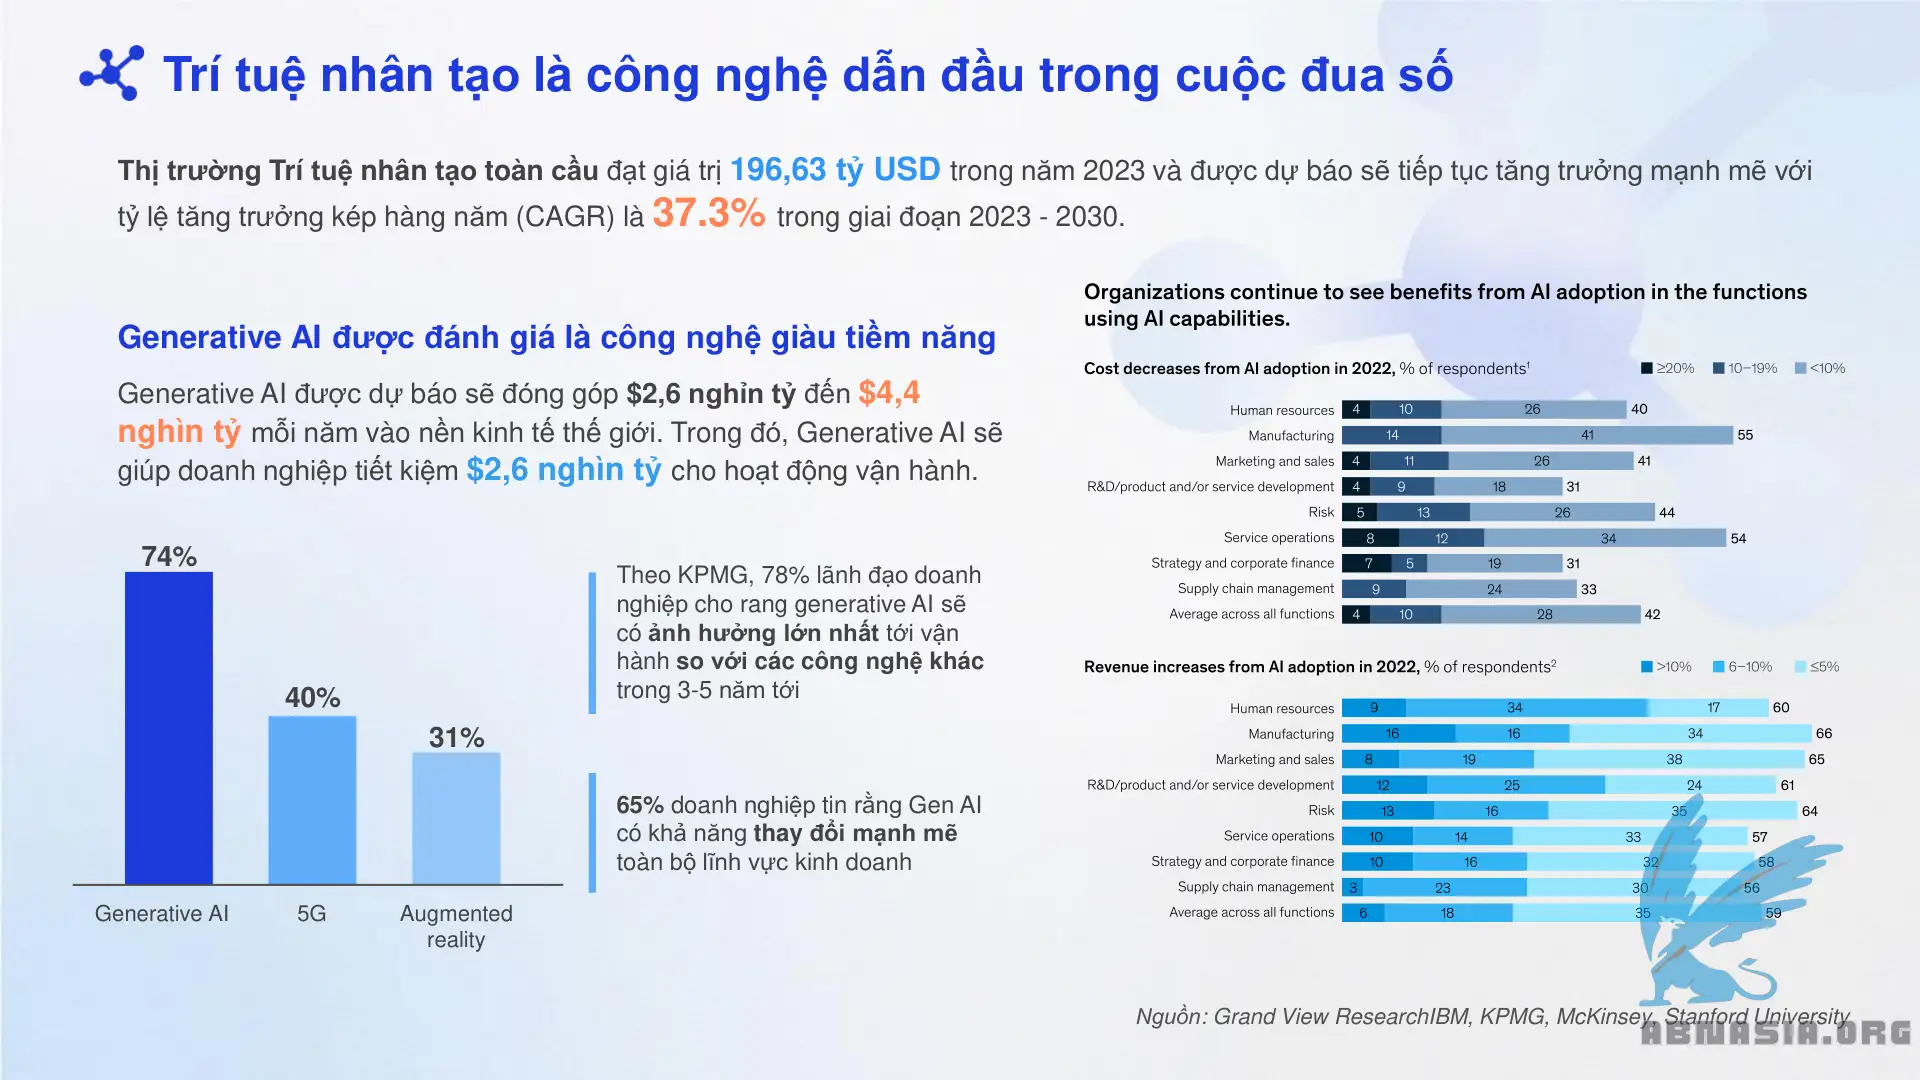 Trí tuệ nhân tạo là công nghệ dẫn đầu trong cuộc đua số
Thị trường Trí tuệ nhân tạo toàn cầu đạt giá trị 196,63 tỷ USD trong năm 2023 và được dự báo sẽ tiếp tục tăng trưởng mạnh mẽ với
tỷ lệ tăng trưởng kép hàng năm (CAGR) là 37.3% trong giai đoạn 2023 - 2030.
Generative AI được đánh giá là công nghệ giàu tiềm năng
Generative AI được dự báo sẽ đóng góp $2,6 nghìn tỷ đến $4,4
nghìn tỷ mỗi năm vào nền kinh tế thế giới. Trong đó, Generative AI sẽ
giúp doanh nghiệp tiết kiệm $2,6 nghìn tỷ cho hoạt động vận hành.
74%
40%
31%
Generative AI
5G
Augmented
reality
Theo KPMG, 78% lãnh đạo doanh
nghiệp cho rang generative AI sẽ
có ảnh hưởng lớn nhất tới vận
hành so với các công nghệ khác
trong 3-5 năm tới
65% doanh nghiệp tin rằng Gen AI
có khả năng thay đổi mạnh mẽ
toàn bộ lĩnh vực kinh doanh
Organizations continue to see benefits from AI adoption in the functions
using AI capabilities.
Cost decreases from AI adoption in 2022, % of respondents¹ ≥20% 10–19% <10%
Human resources 4 10 26 40
Manufacturing 14 41 55
Marketing and sales 4 11 26 41
R&D/product and/or service development 4 9 18 31
Risk 5 13 26 44
Service operations 8 12 34 54
Strategy and corporate finance 7 5 19 31
Supply chain management 9 24 33
Average across all functions 4 10 28 42
Revenue increases from AI adoption in 2022, % of respondents² >10% 6–10% ≤5%
Human resources 9 34 17 60
Manufacturing 16 16 34 66
Marketing and sales 8 19 38 65
R&D/product and/or service development 12 25 24 61
Risk 13 16 35 64
Service operations 10 14 33 57
Strategy and corporate finance 10 16 32 58
Supply chain management 3 23 30 56
Average across all functions 6 18 35 59
Nguồn: Grand View ResearchIBM, KPMG, McKinsey, Stanford University
ABNASIA.ORG